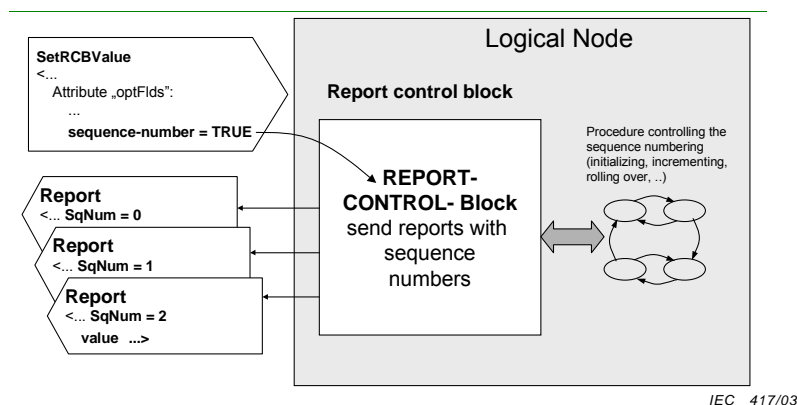 Logical Node
SetRCBValue
<...
Attribute „optFlds":
...
sequence-number = TRUE
Report control block
Procedure controlling the
sequence numbering
(initializing, incrementing,
rolling over, ..)
REPORT-
CONTROL- Block
send reports with
sequence
numbers
Report
<... SqNum = 0
Report
<... SqNum = 1
Report
<... SqNum = 2
value ...>
IEC 417/03